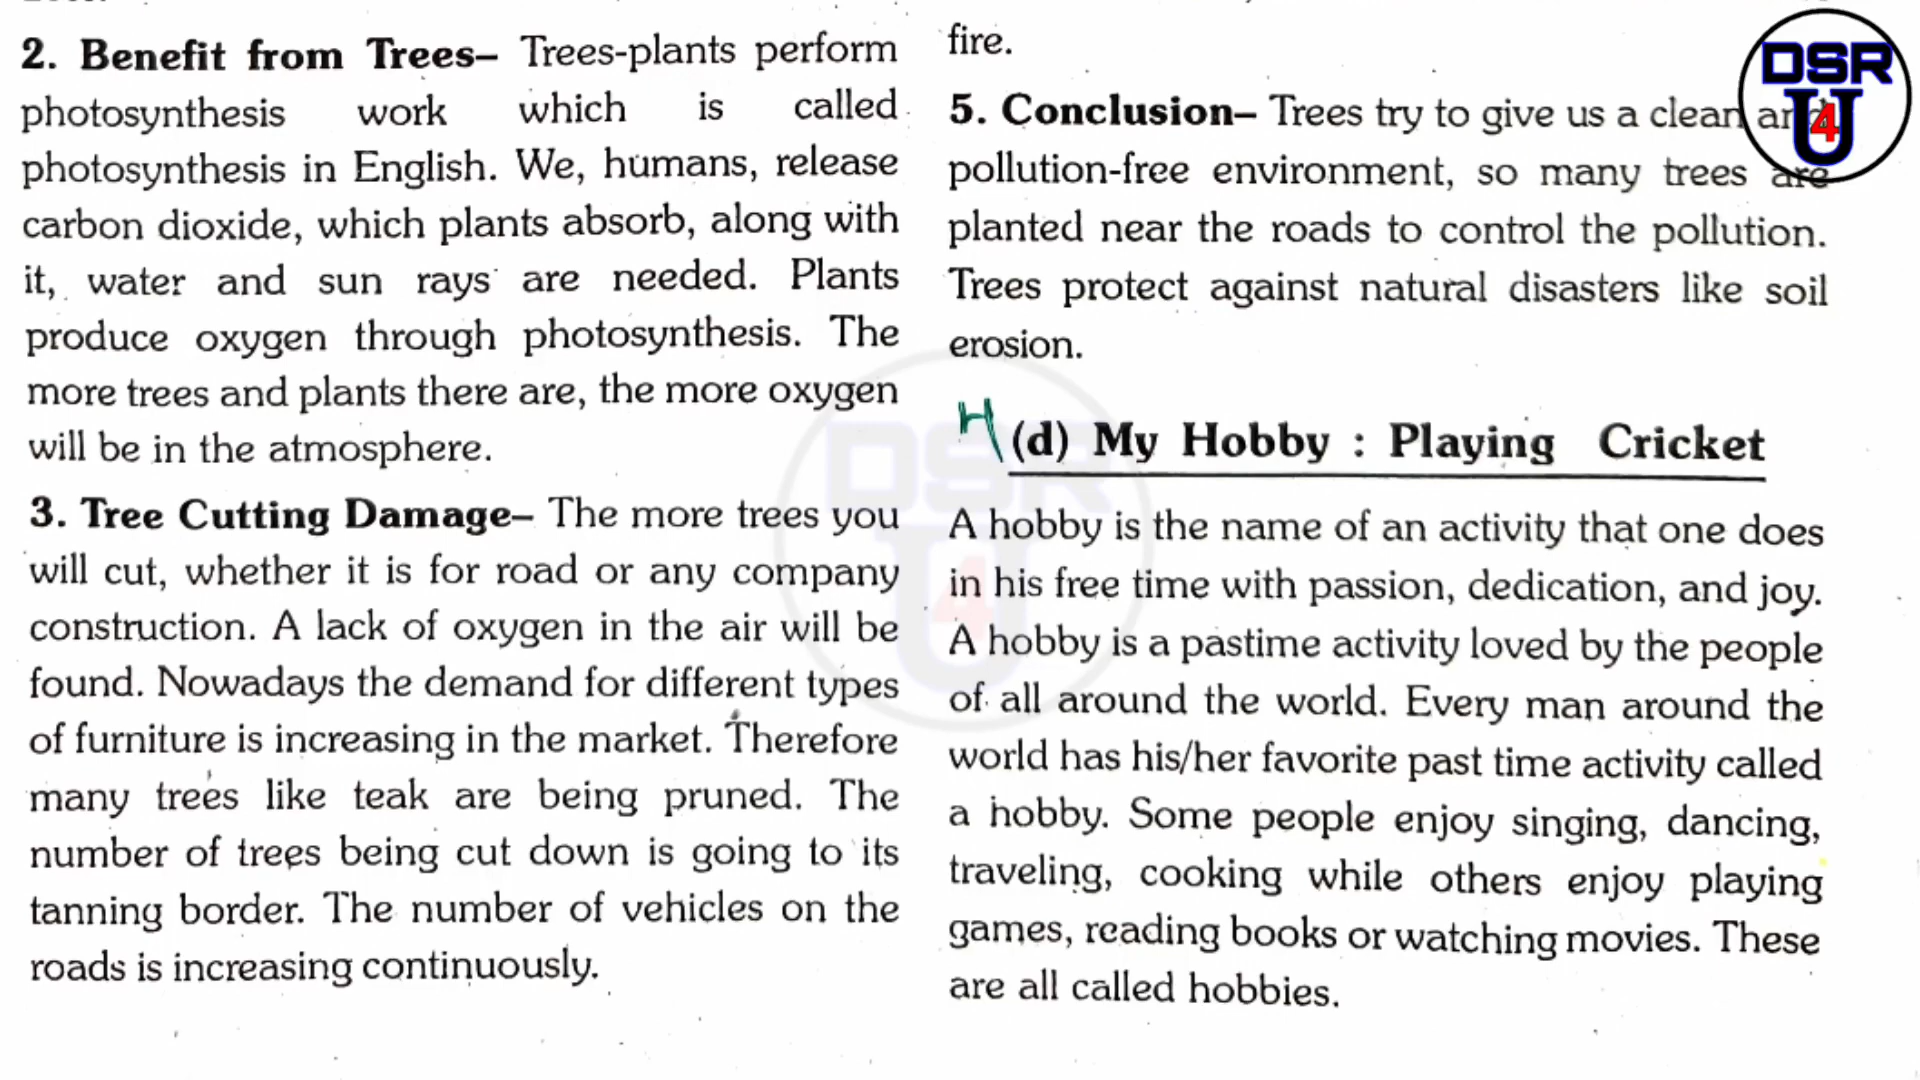 2. Benefit from Trees– Trees-plants perform
photosynthesis work which is called
photosynthesis in English. We, humans, release
carbon dioxide, which plants absorb, along with
it, water and sun rays are needed. Plants
produce oxygen through photosynthesis. The
more trees and plants there are, the more oxygen
will be in the atmosphere.
3. Tree Cutting Damage– The more trees you
will cut, whether it is for road or any company
construction. A lack of oxygen in the air will be
found. Nowadays the demand for different types
of furniture is increasing in the market. Therefore
many trees like teak are being pruned. The
number of trees being cut down is going to its
tanning border. The number of vehicles on the
roads is increasing continuously.
fire.
5. Conclusion– Trees try to give us a clean and
pollution-free environment, so many trees are
planted near the roads to control the pollution.
Trees protect against natural disasters like soil
erosion.
(d) My Hobby : Playing Cricket
A hobby is the name of an activity that one does
in his free time with passion, dedication, and joy.
A hobby is a pastime activity loved by the people
of all around the world. Every man around the
world has his/her favorite past time activity called
a hobby. Some people enjoy singing, dancing,
traveling, cooking while others enjoy playing
games, reading books or watching movies. These
are all called hobbies.
DSR
U
4
DSR
U
4